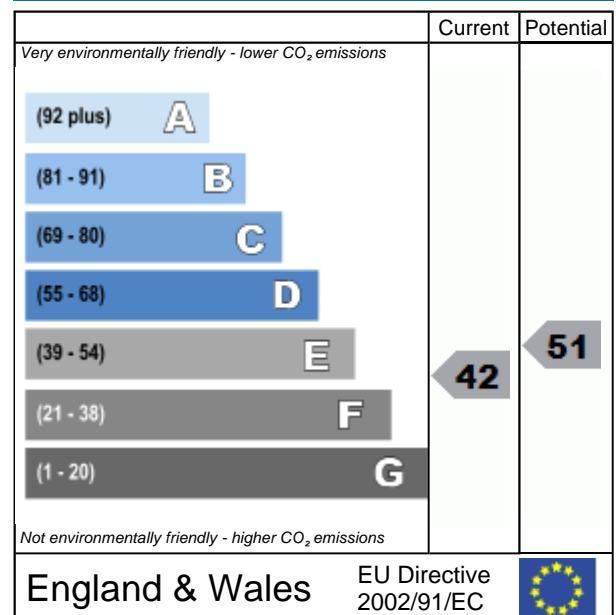 Current Potential
Very environmentally friendly - lower CO₂ emissions
(92 plus) A
(81 - 91) B
(69 - 80) C
(55 - 68) D
(39 - 54) E
51
42
(21 - 38) F
(1 - 20) G
Not environmentally friendly - higher CO₂ emissions
England & Wales
EU Directive
2002/91/EC